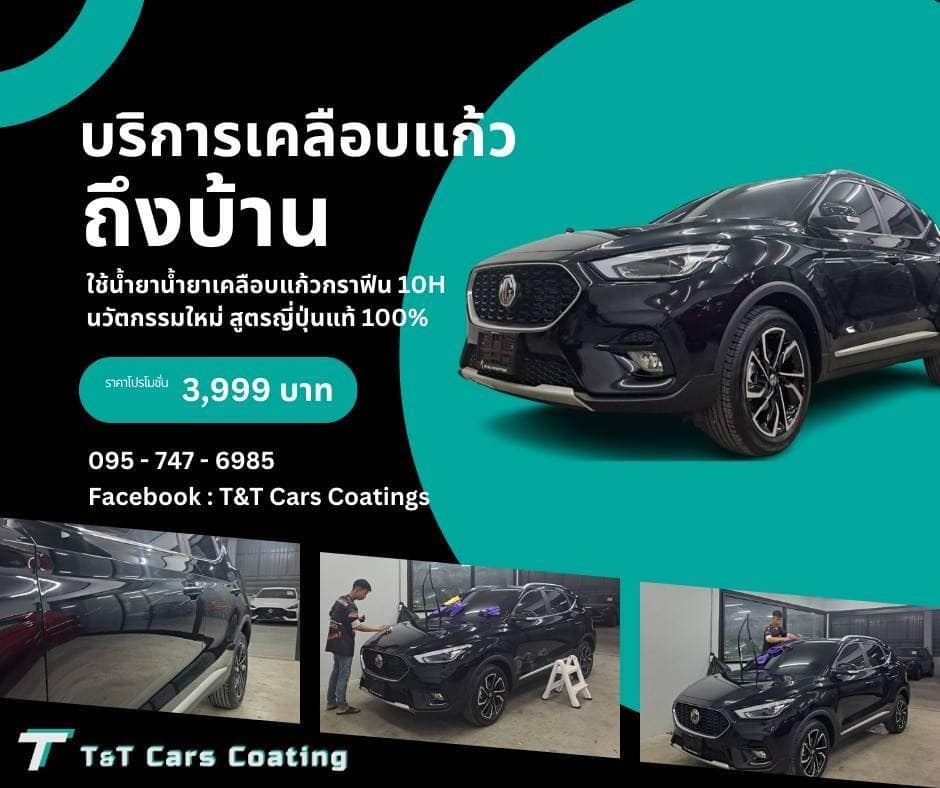 บริการเคลือบแก้ว
ถึงบ้าน
ใช้น้ำยาน้ำยาเคลือบแก้วกราฟีน 10H
นวัตกรรมใหม่ สูตรญี่ปุ่นแท้ 100%
ราคาโปรโมชั่น 3,999 บาท
095 - 747 - 6985
Facebook : T&T Cars Coatings
T&T Cars Coating